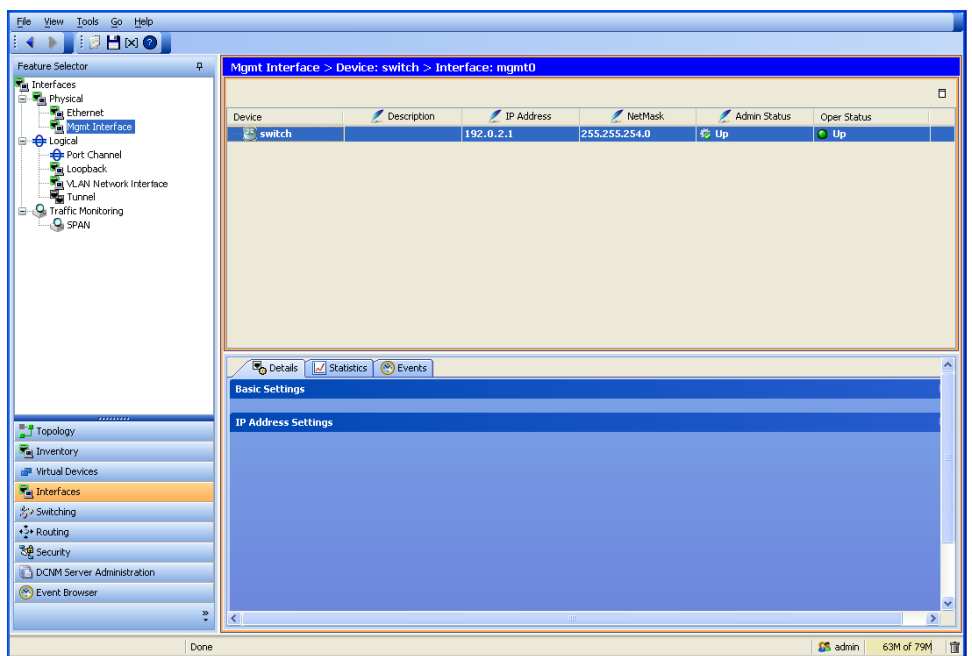 File View Tools Go Help
Feature Selector
Mgmt Interface > Device: switch > Interface: mgmt0
Interfaces
Physical
Ethernet
Mgmt Interface
Logical
Port Channel
Loopback
VLAN Network Interface
Tunnel
Traffic Monitoring
SPAN
Device Description IP Address NetMask Admin Status Oper Status
switch 192.0.2.1 255.255.254.0 Up Up
Details Statistics Events
Basic Settings
IP Address Settings
Topology
Inventory
Virtual Devices
Interfaces
Switching
Routing
Security
DCNM Server Administration
Event Browser
Done admin 63M of 79M